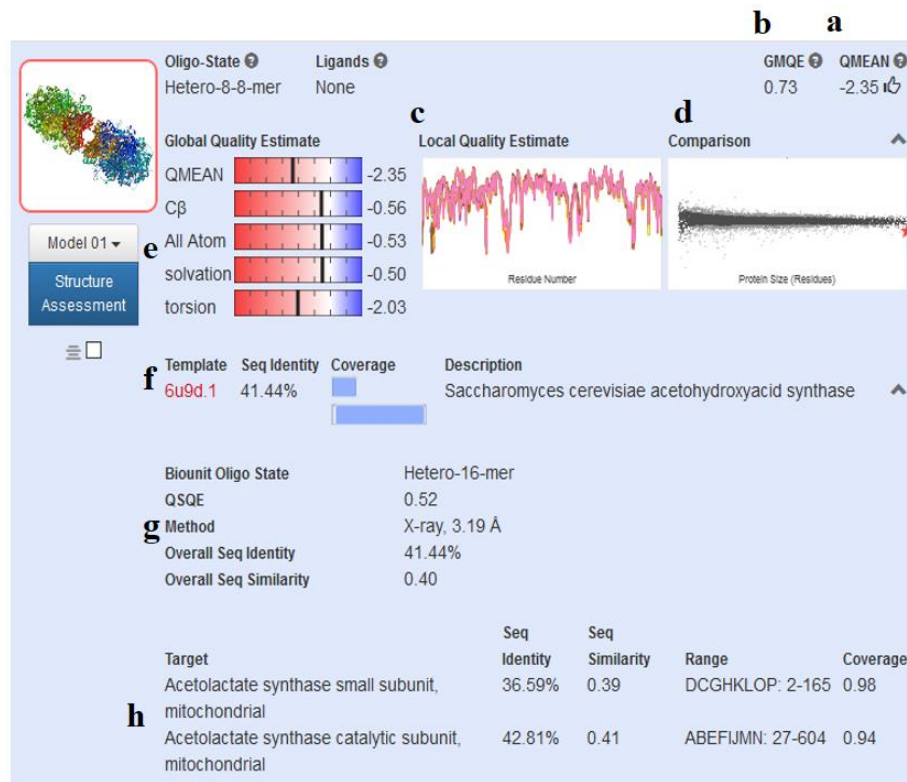 b a
Oligo-State ? Ligands ? GMQE ? QMEAN ?
Hetero-8-8-mer None 0.73 -2.35
c d
Global Quality Estimate Local Quality Estimate Comparison
QMEAN -2.35
Cβ -0.56
Model 01 e All Atom -0.53
Structure Assessment solvation -0.50
Residue Number Protein Size (Residues)
torsion -2.03
Template Seq Identity Coverage Description
f 6u9d.1 41.44% Saccharomyces cerevisiae acetohydroxyacid synthase
Biounit Oligo State Hetero-16-mer
QSQE 0.52
g Method X-ray, 3.19 Å
Overall Seq Identity 41.44%
Overall Seq Similarity 0.40
Seq Seq
Target Identity Similarity Range Coverage
Acetolactate synthase small subunit, 36.59% 0.39 DCGHKLOP: 2-165 0.98
mitochondrial
h
Acetolactate synthase catalytic subunit, 42.81% 0.41 ABEFIJMN: 27-604 0.94
mitochondrial